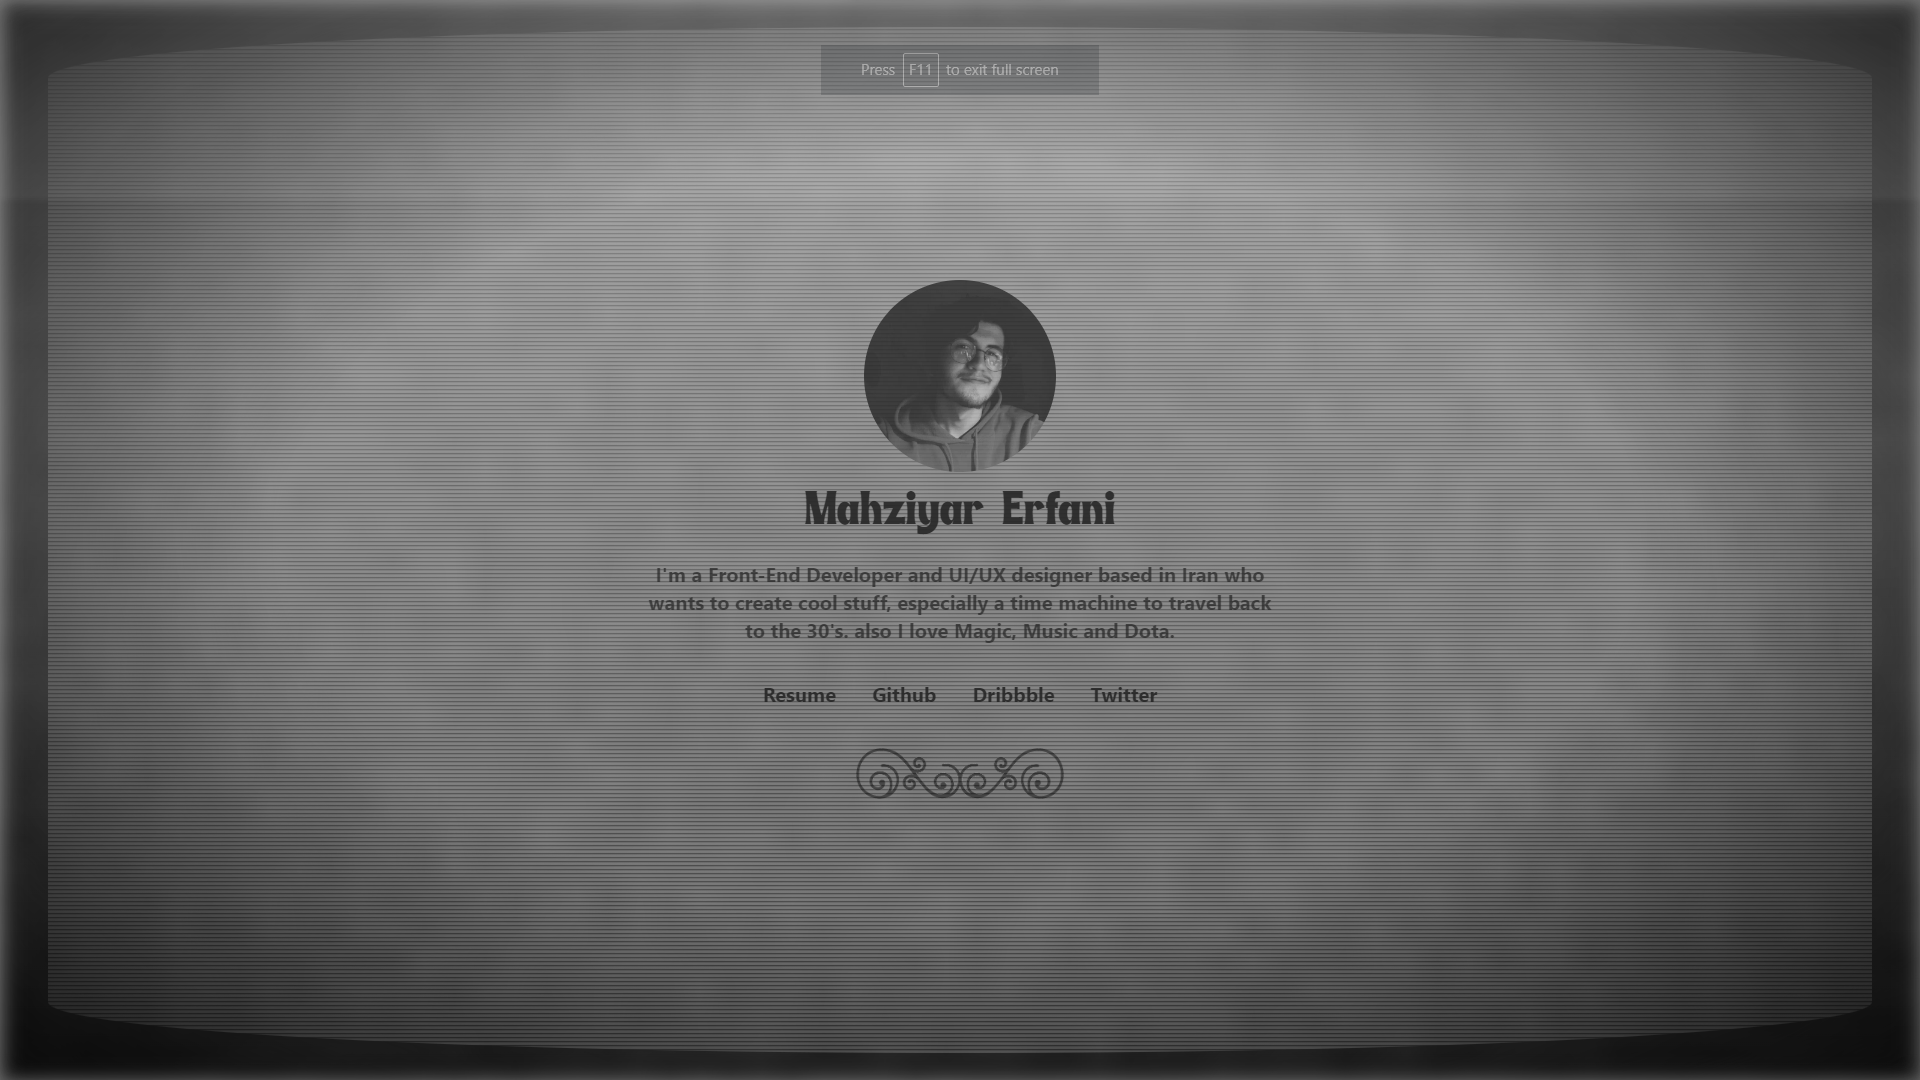 Press F11 to exit full screen
Mahziyar Erfani
I'm a Front-End Developer and UI/UX designer based in Iran who
wants to create cool stuff, especially a time machine to travel back
to the 30's. also I love Magic, Music and Dota.
Resume Github Dribbble Twitter